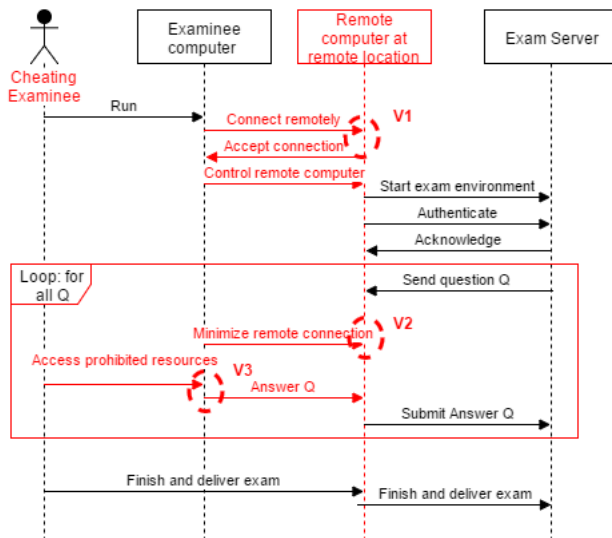 Examinee
computer
Remote
computer at
remote location
Exam Server
Cheating
Examinee
Run
Connect remotely
V1
Accept connection
Control remote computer
Start exam environment
Authenticate
Acknowledge
Loop: for
all Q
Send question Q
V2
Minimize remote connection
Access prohibited resources
V3
Answer Q
Submit Answer Q
Finish and deliver exam
Finish and deliver exam